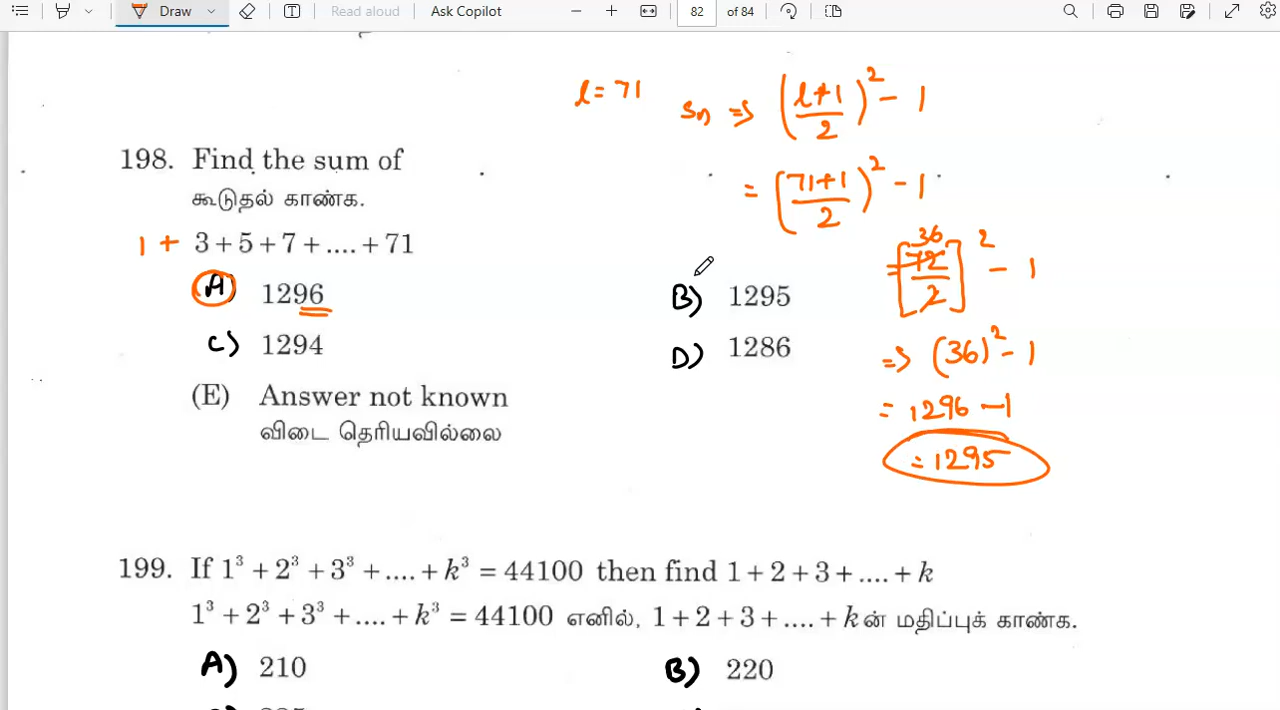 Draw
Read aloud
Ask Copilot
82 of 84
l = 71
Sn => (l+1/2)² - 1
= (71+1/2)² - 1
198. Find the sum of
கூடுதல் காண்க.
1 + 3 + 5 + 7 + .... + 71
= [72/2]² - 1
36
A) 1296
B) 1295
C) 1294
D) 1286
=> (36)² - 1
= 1296 - 1
= 1295
(E) Answer not known
விடை தெரியவில்லை
199. If 1³ + 2³ + 3³ + .... + k³ = 44100 then find 1 + 2 + 3 + .... + k
1³ + 2³ + 3³ + .... + k³ = 44100 எனில், 1 + 2 + 3 + .... + kன் மதிப்புக் காண்க.
A) 210
B) 220